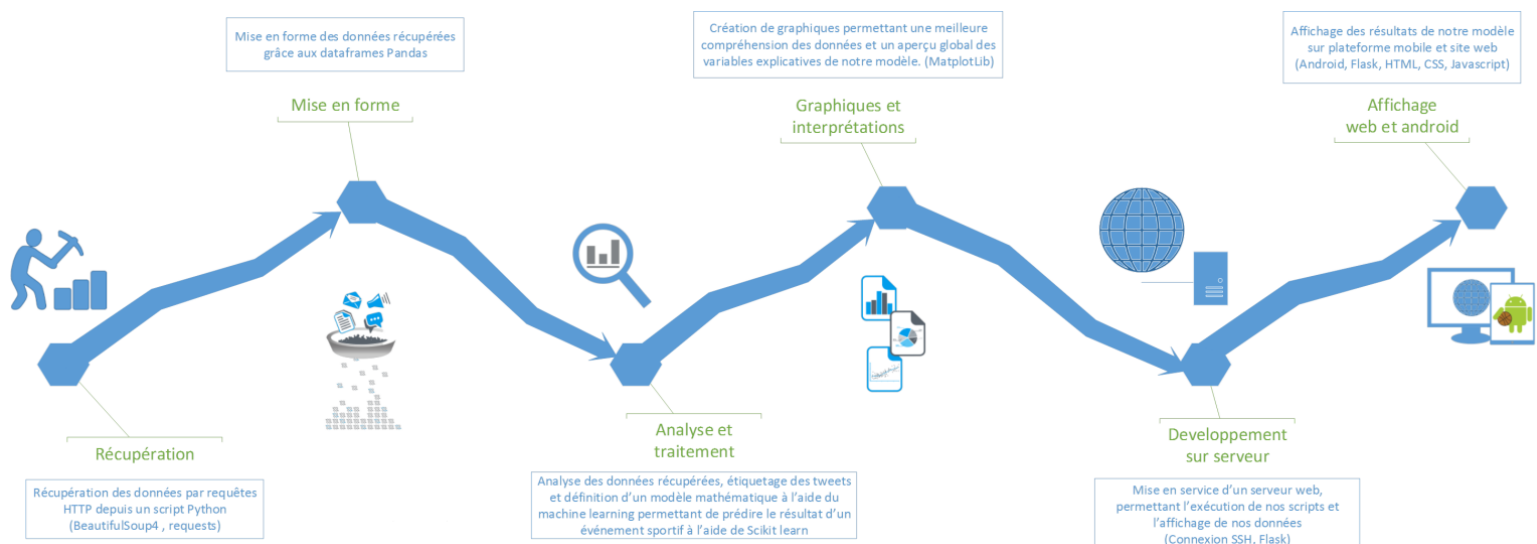 Mise en forme des données récupérées
grâce aux dataframes Pandas
Mise en forme
Création de graphiques permettant une meilleure
compréhension des données et un aperçu global des
variables explicatives de notre modèle. (MatplotLib)
Graphiques et
interprétations
Affichage des résultats de notre modèle
sur plateforme mobile et site web
(Android, Flask, HTML, CSS, Javascript)
Affichage
web et android
Récupération
Récupération des données par requêtes
HTTP depuis un script Python
(BeautifulSoup4 , requests)
Analyse et
traitement
Analyse des données récupérées, étiquetage des tweets
et définition d’un modèle mathématique à l’aide du
machine learning permettant de prédire le résultat d’un
événement sportif à l’aide de Scikit learn
Developpement
sur serveur
Mise en service d’un serveur web,
permettant l’exécution de nos scripts et
l’affichage de nos données
(Connexion SSH, Flask)